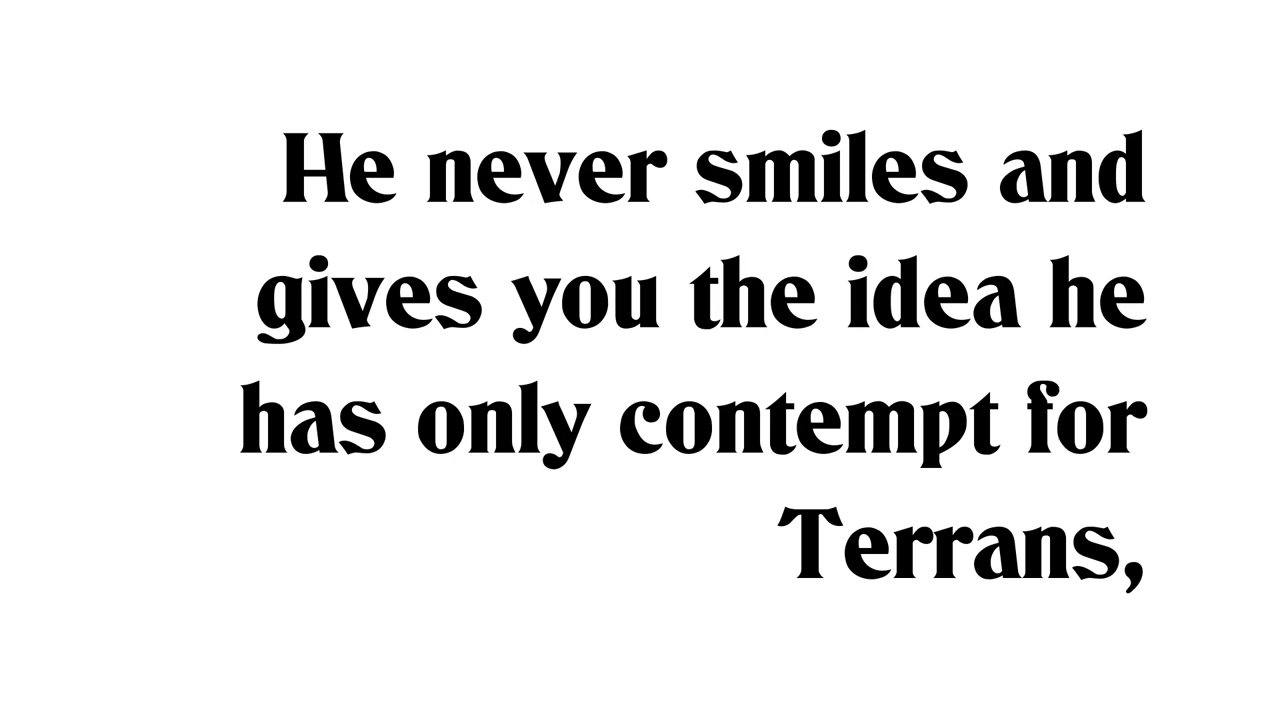 He never smiles and
gives you the idea he
has only contempt for
Terrans,